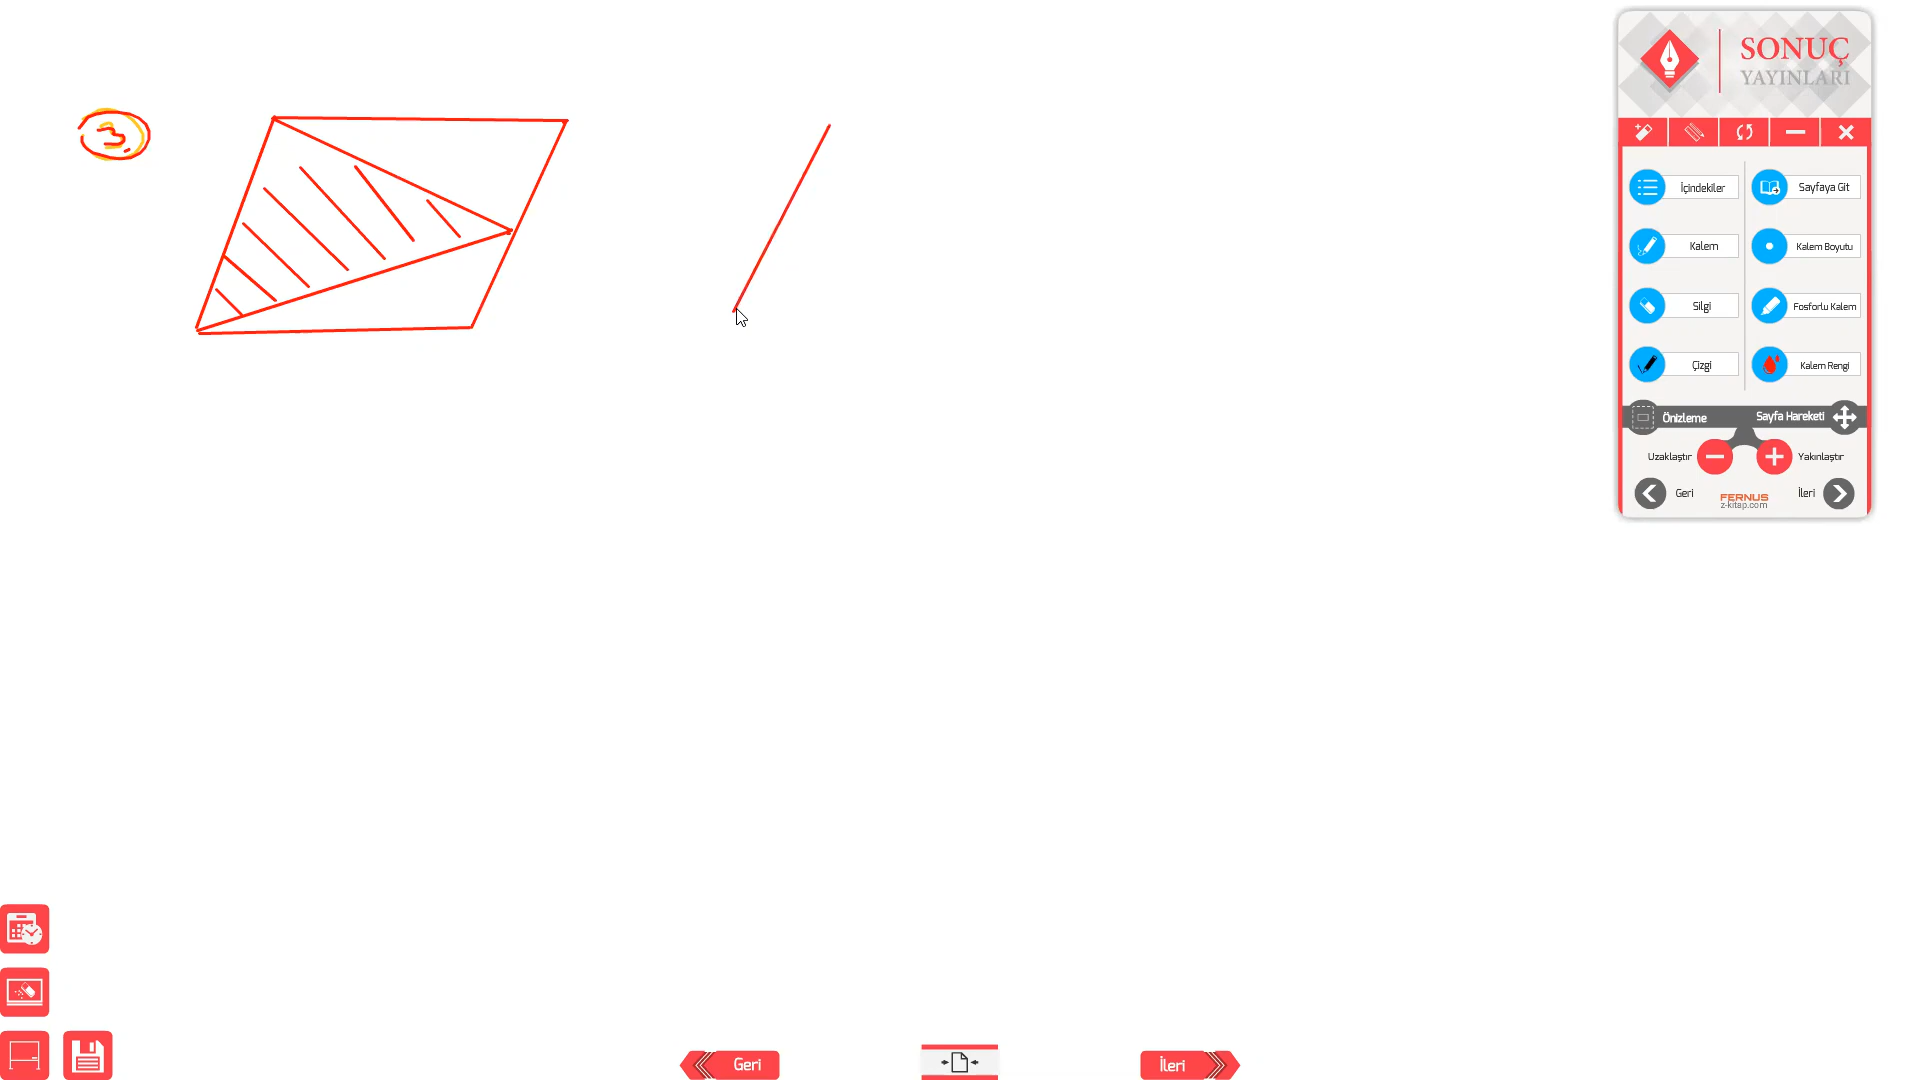 3.
SONUÇ
YAYINLARI
İçindekiler
Sayfaya Git
Kalem
Kalem Boyutu
Silgi
Fosforlu Kalem
Çizgi
Kalem Rengi
Önizleme
Sayfa Hareketi
Uzaklaştır
Yakınlaştır
Geri
FERNUS
z-kitap.com
İleri
Geri
İleri